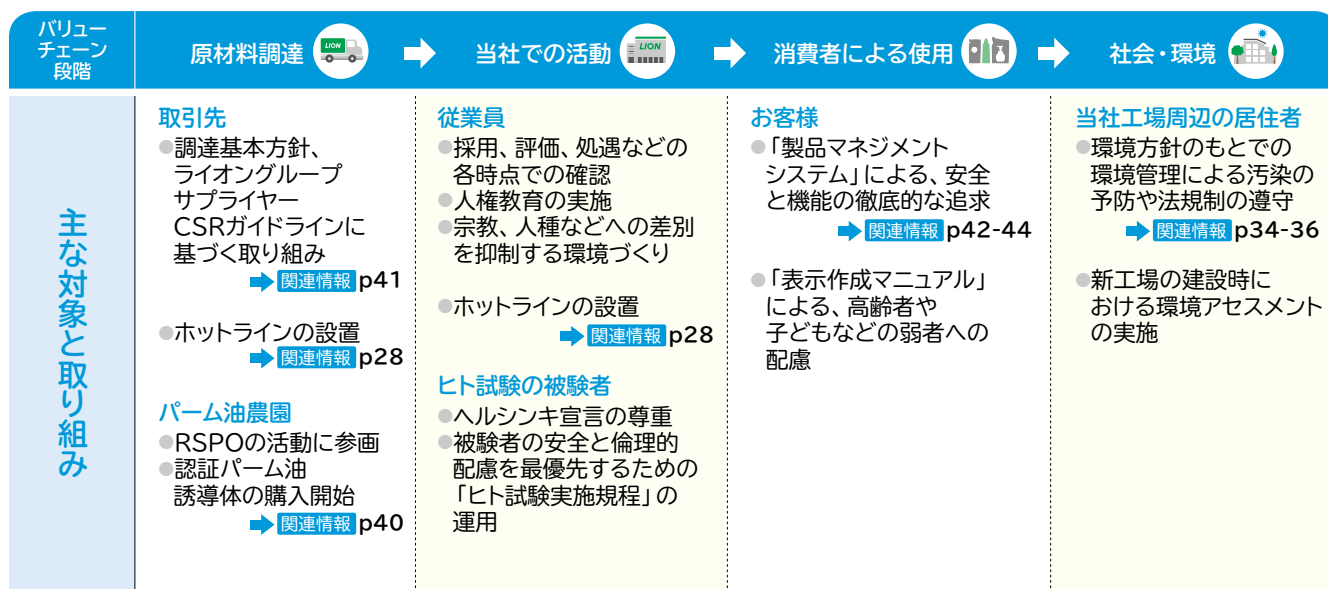 バリュー
チェーン
段階
原材料調達
LION
当社での活動
LION
消費者による使用
社会・環境
主な対象と取り組み
取引先
●調達基本方針、
ライオングループ
サプライヤー
CSRガイドラインに
基づく取り組み
関連情報 p41
●ホットラインの設置
関連情報 p28
パーム油農園
●RSPOの活動に参画
●認証パーム油
誘導体の購入開始
関連情報 p40
従業員
●採用、評価、処遇などの
各時点での確認
●人権教育の実施
●宗教、人種などへの差別
を抑制する環境づくり
●ホットラインの設置
関連情報 p28
ヒト試験の被験者
●ヘルシンキ宣言の尊重
●被験者の安全と倫理的
配慮を最優先するための
「ヒト試験実施規程」の
運用
お客様
●「製品マネジメント
システム」による、安全
と機能の徹底的な追求
関連情報 p42-44
●「表示作成マニュアル」
による、高齢者や
子どもなどの弱者への
配慮
当社工場周辺の居住者
●環境方針のもとでの
環境管理による汚染の
予防や法規制の遵守
関連情報 p34-36
●新工場の建設時に
おける環境アセスメント
の実施